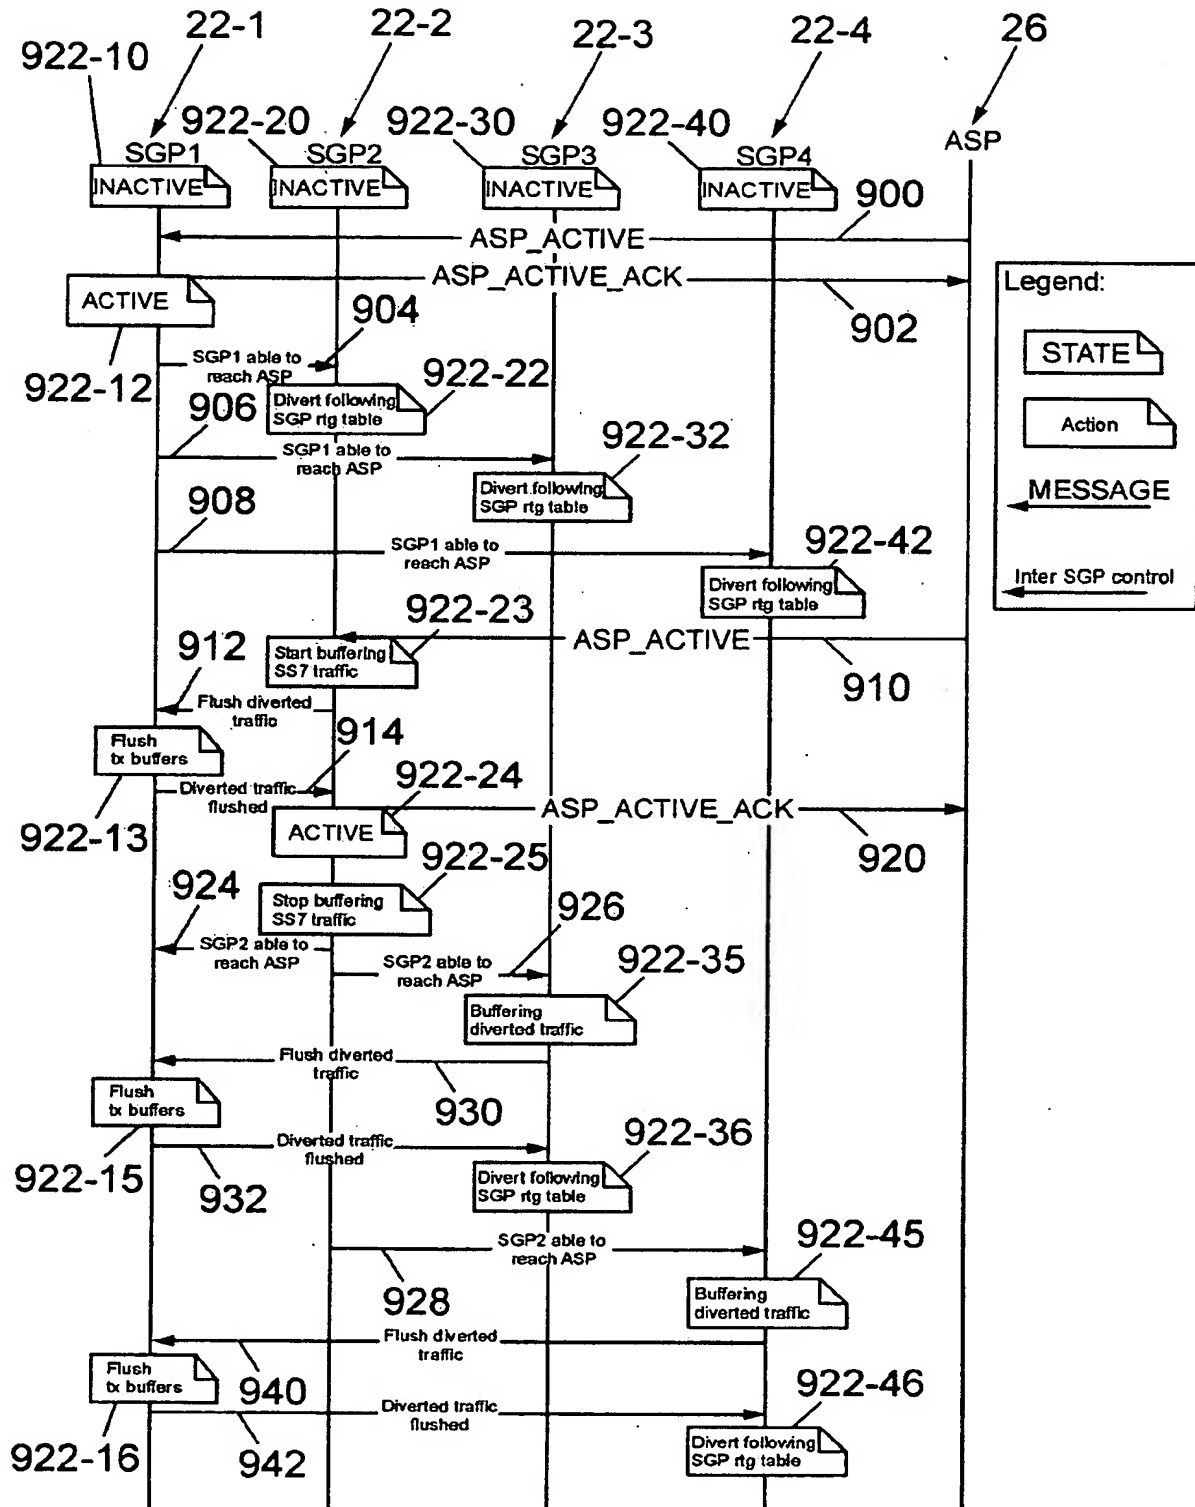 22-1
22-2
22-3
22-4
26
922-10
922-20
922-30
922-40
SGP1
SGP2
SGP3
SGP4
ASP
INACTIVE
INACTIVE
INACTIVE
INACTIVE
900
ASP_ACTIVE
ASP_ACTIVE_ACK
902
ACTIVE
922-12
Legend:
STATE
Action
MESSAGE
Inter SGP control
904
SGP1 able to
reach ASP
922-22
Divert following
SGP rtg table
906
SGP1 able to
reach ASP
922-32
Divert following
SGP rtg table
908
SGP1 able to
reach ASP
922-42
Divert following
SGP rtg table
922-23
ASP_ACTIVE
910
Start buffering
SS7 traffic
912
Flush diverted
traffic
914
Flush
tx buffers
922-13
Diverted traffic
flushed
922-24
ASP_ACTIVE_ACK
920
ACTIVE
922-25
Stop buffering
SS7 traffic
924
SGP2 able to
reach ASP
926
SGP2 able to
reach ASP
922-35
Buffering
diverted traffic
Flush diverted
traffic
930
Flush
tx buffers
922-15
Diverted traffic
flushed
932
922-36
Divert following
SGP rtg table
SGP2 able to
reach ASP
928
922-45
Buffering
diverted traffic
Flush diverted
traffic
940
Flush
tx buffers
922-16
Diverted traffic
flushed
942
922-46
Divert following
SGP rtg table